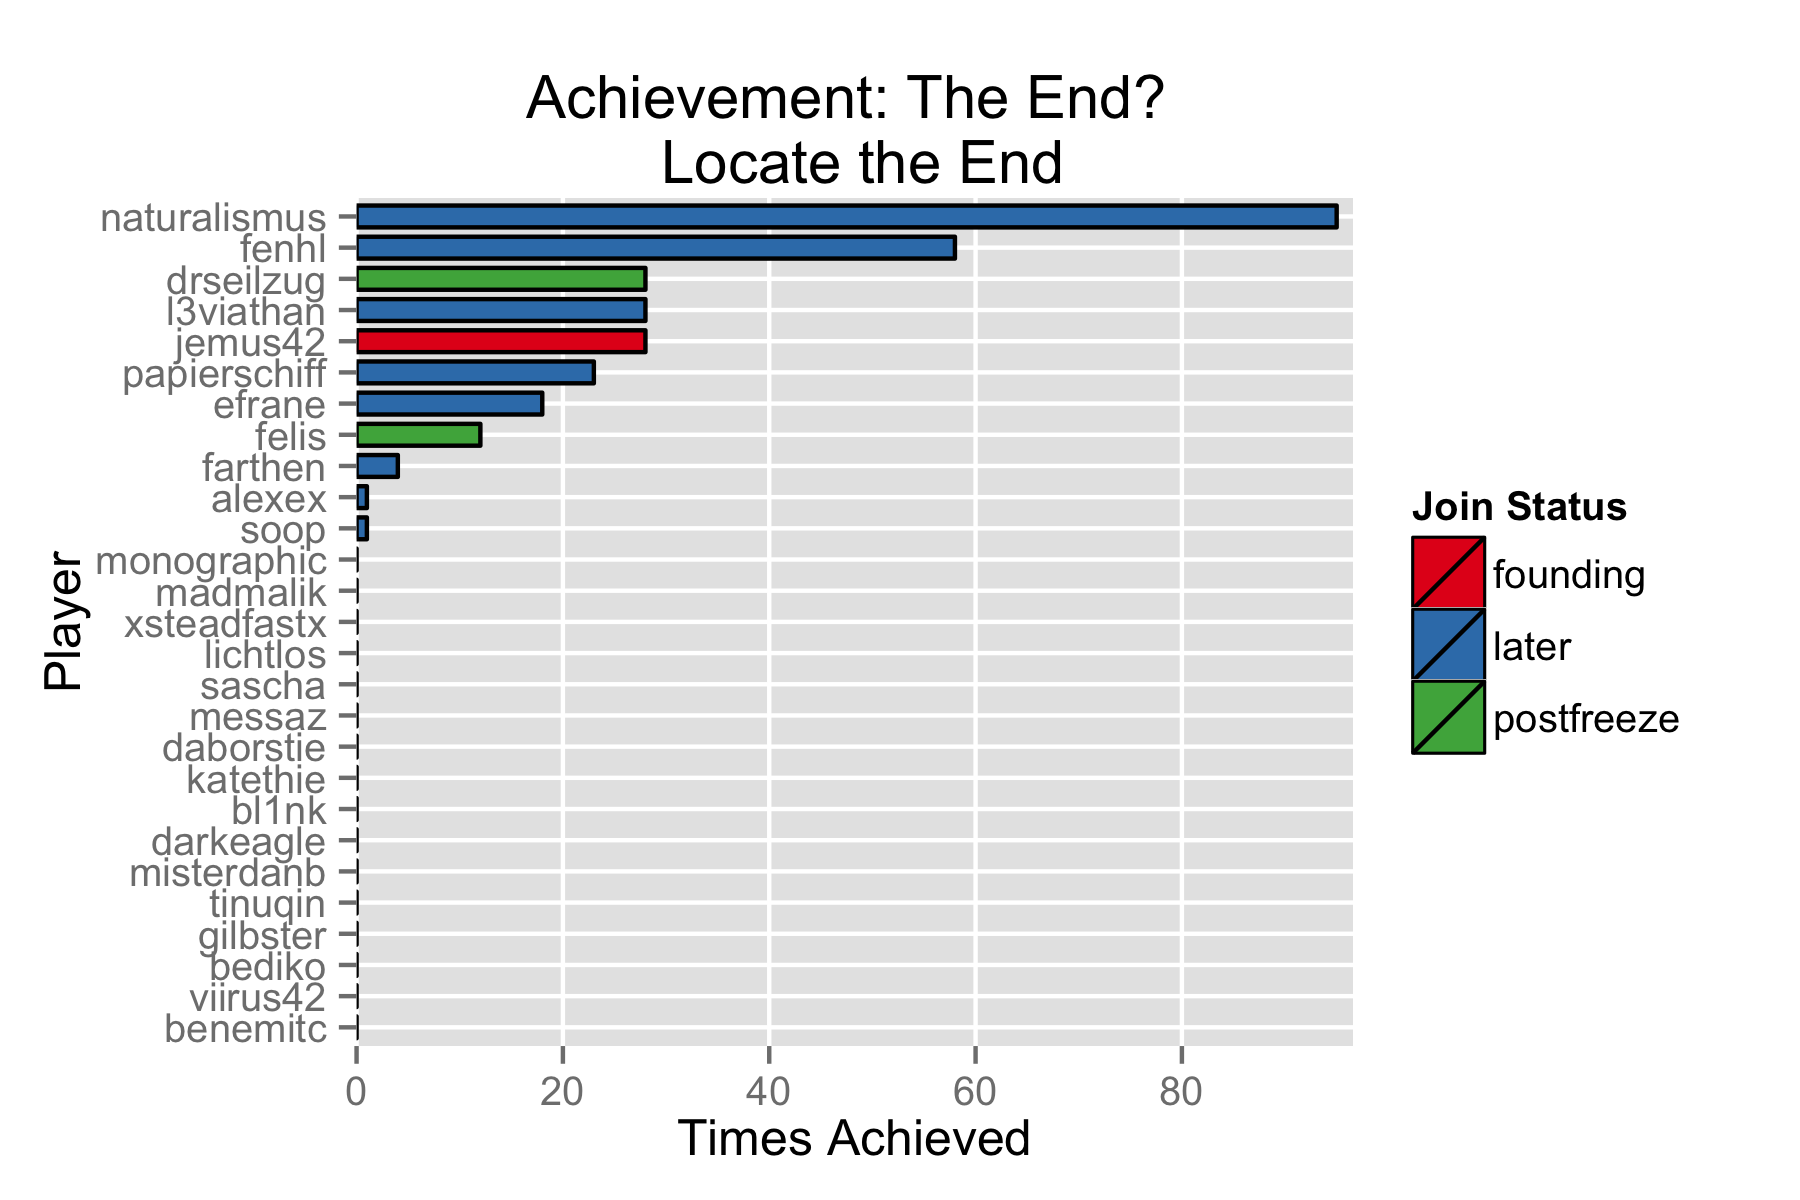 Achievement: The End?
Locate the End
naturalismus
fenhl
drseilzug
l3viathan
jemus42
papierschiff
efrane
felis
farthen
alexex
soop
monographic
madmalik
xsteadfastx
lichtlos
sascha
messaz
daborstie
katethie
bl1nk
darkeagle
misterdanb
tinuqin
gilbster
bediko
viirus42
benemitc
Player
0 20 40 60 80
Times Achieved
Join Status
founding
later
postfreeze